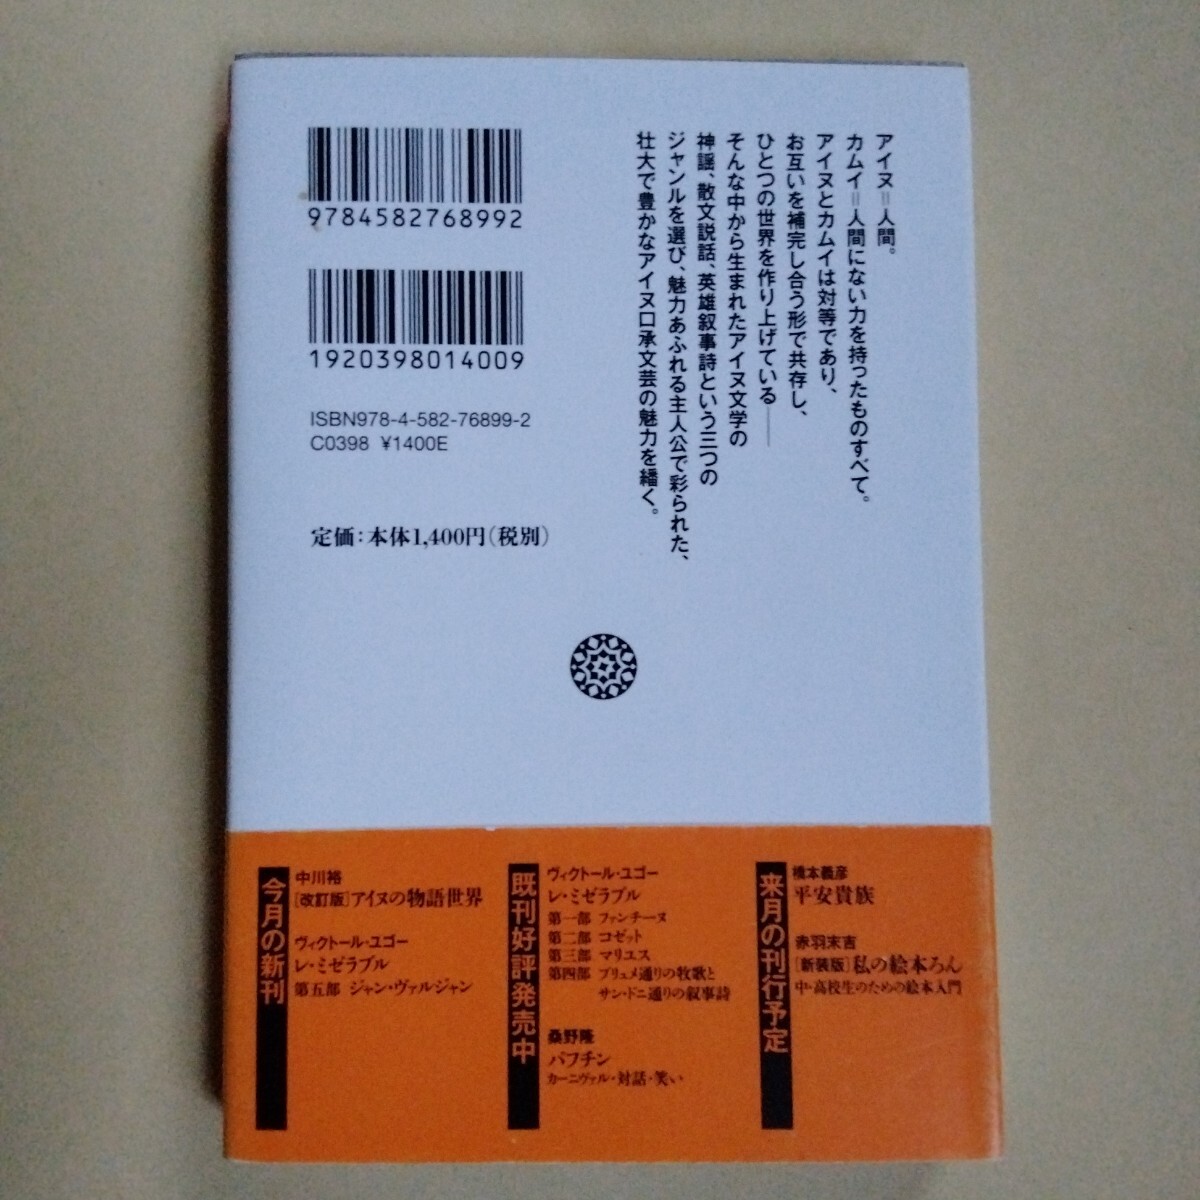 アイヌ=人間。
カムイ=人間にない力を持ったものすべて。
アイヌとカムイは対等であり、
お互いを補完し合う形で共存し、
ひとつの世界を作り上げている――
そんな中から生まれたアイヌ文学の
神謡、散文説話、英雄叙事詩という三つの
ジャンルを選び、魅力あふれる主人公で彩られた、
壮大で豊かなアイヌ口承文芸の魅力を繙く。
9784582768992
1920398014009
ISBN978-4-582-76899-2
C0398 ¥1400E
定価:本体1,400円(税別)
今月の新刊
中川裕
[改訂版]アイヌの物語世界
ヴィクトール・ユゴー
レ・ミゼラブル
第五部 ジャン・ヴァルジャン
既刊好評発売中
ヴィクトール・ユゴー
レ・ミゼラブル
第一部 ファンチーヌ
第二部 コゼット
第三部 マリユス
第四部 プリュメ通りの牧歌と
サン・ドニ通りの叙事詩
桑野隆
バフチン
カーニヴァル・対話・笑い
来月の刊行予定
橋本義彦
平安貴族
赤羽末吉
[新装版]私の絵本ろん
中・高校生のための絵本入門